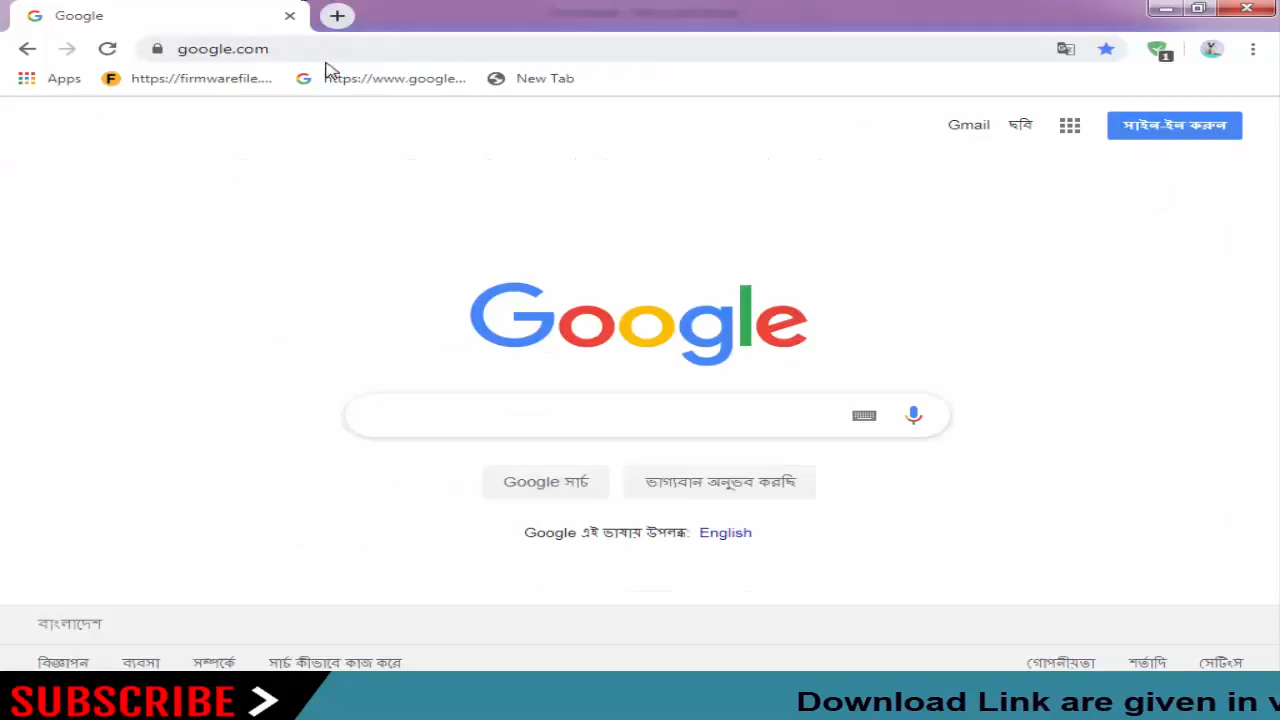 Google
google.com
1
Apps
https://firmwarefile....
https://www.google...
New Tab
Gmail
ছবি
সাইন-ইন করুন
Google
Google সার্চ
ভাগ্যবান অনুভব করছি
Google এই ভাষায় উপলব্ধ: English
বাংলাদেশ
বিজ্ঞাপন
ব্যবসা
সম্পর্কে
সার্চ কীভাবে কাজ করে
গোপনীয়তা
শর্তাদি
সেটিংস
SUBSCRIBE
Download Link are given in v